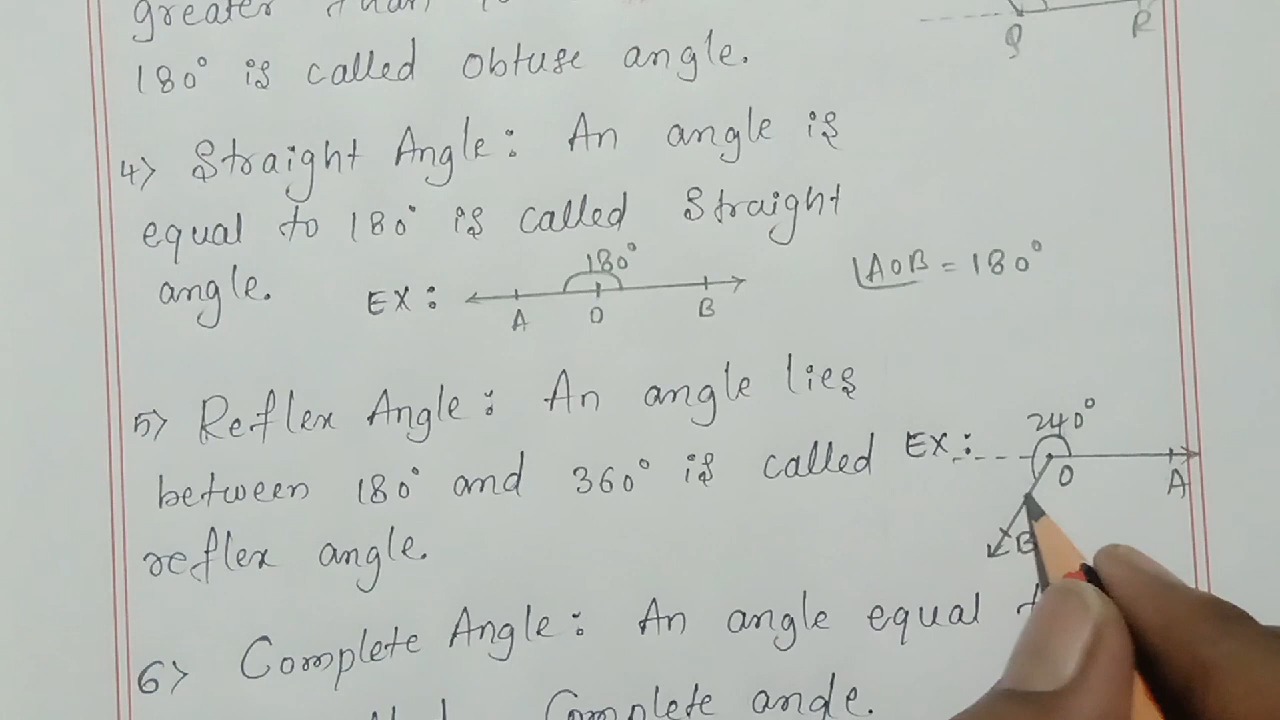 greater than
180° is called obtuse angle.
Q R
4) Straight Angle: An angle is
equal to 180° is called Straight
angle. EX: 180° A O B ∠AOB = 180°
5) Reflex Angle: An angle lies
between 180° and 360° is called EX: 240° O A B
reflex angle.
6) Complete Angle: An angle equal
Complete angle.